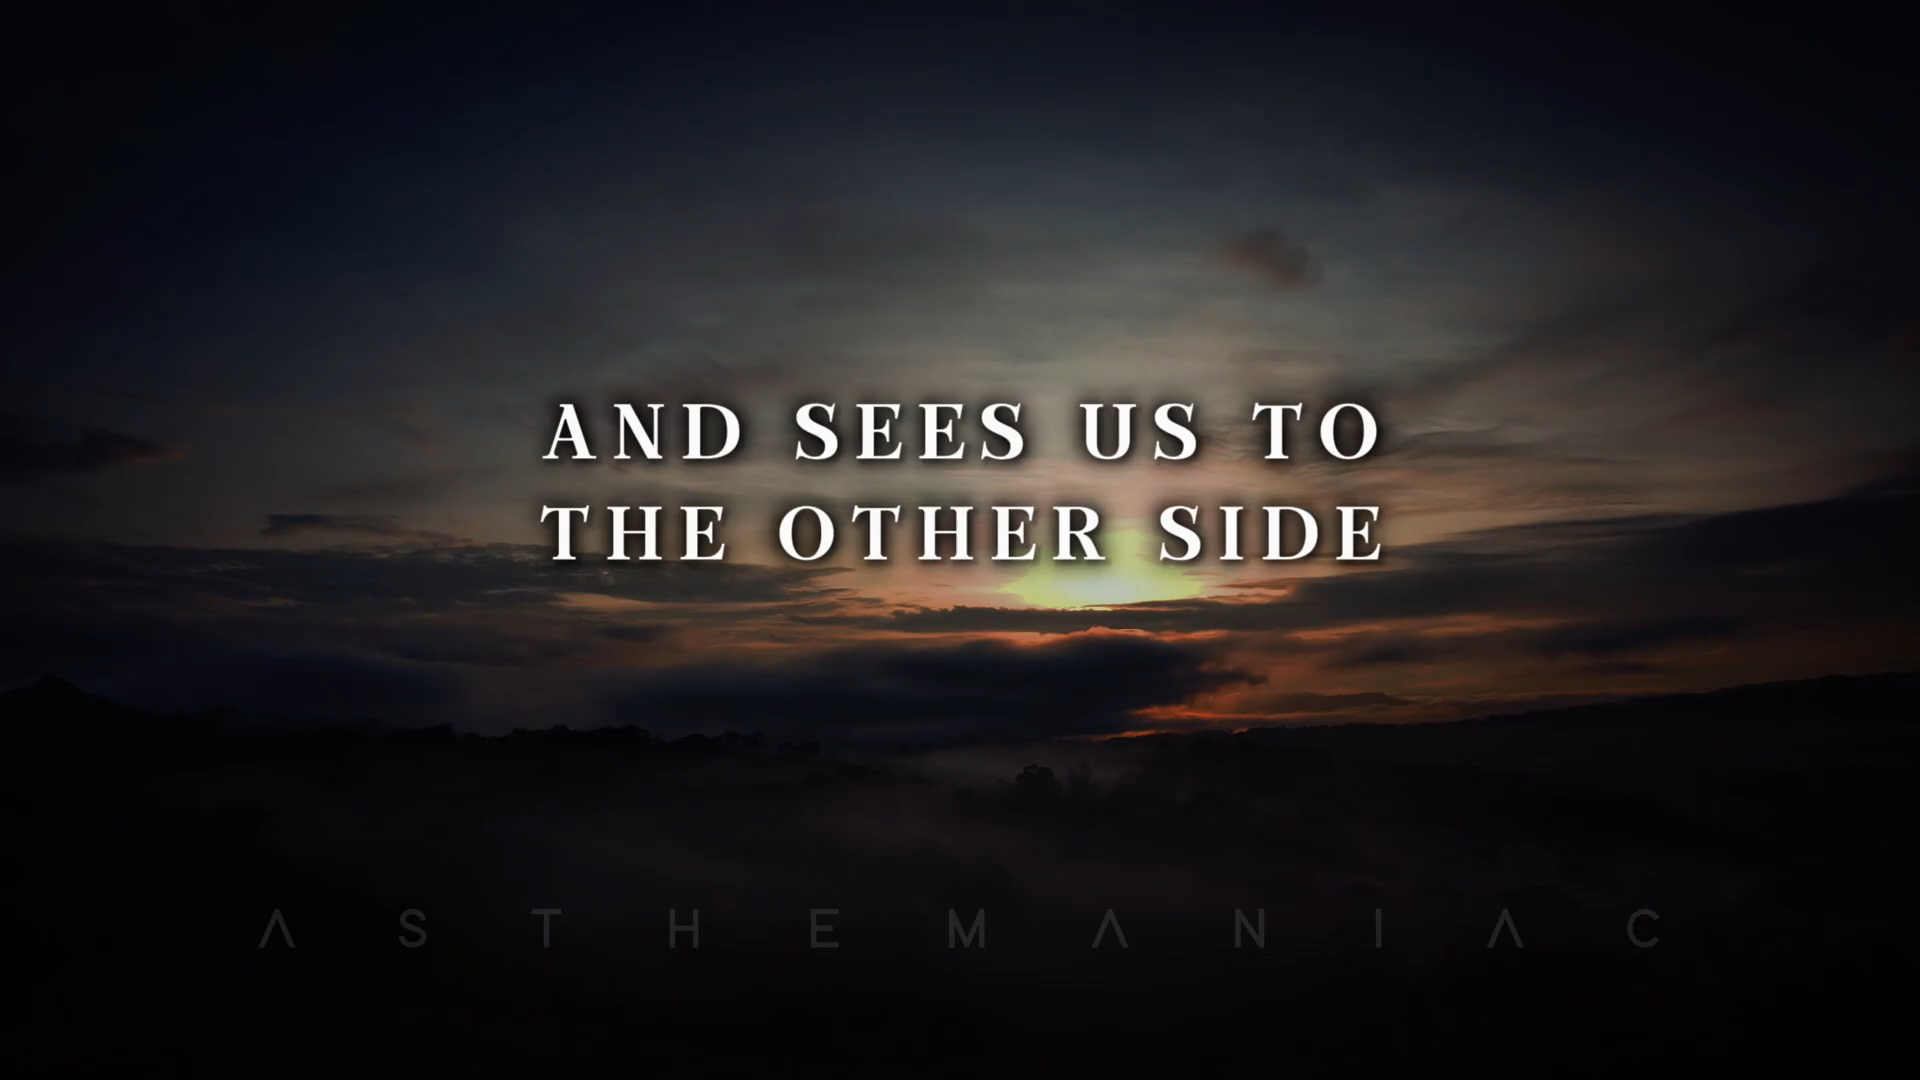 AND SEES US TO
THE OTHER SIDE
ASTHEMANIAC